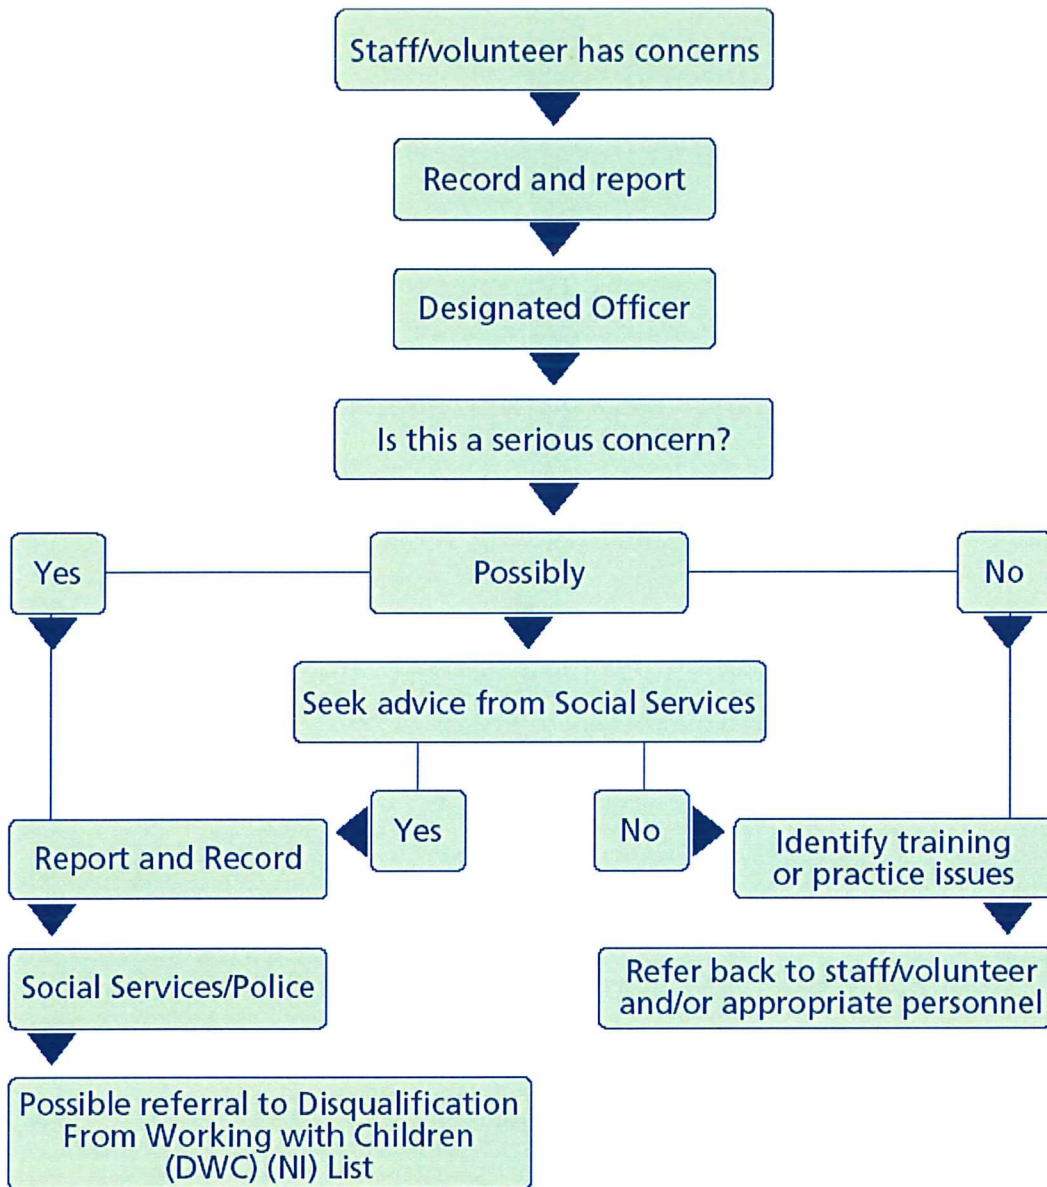 Staff/volunteer has concerns
Record and report
Designated Officer
Is this a serious concern?
Yes
Possibly
No
Seek advice from Social Services
Yes
No
Report and Record
Identify training
or practice issues
Social Services/Police
Refer back to staff/volunteer
and/or appropriate personnel
Possible referral to Disqualification
From Working with Children
(DWC) (NI) List